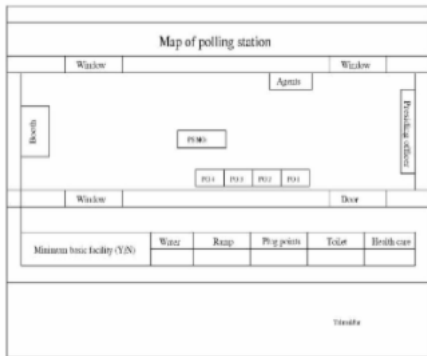 Map of polling station
Window Window
Agents
Booth
Presiding officer
PO4 PO3 PO2 PO1
Window Door
Minimum basic facility (Y/N) Water Ramp Plug points Toilet Health care